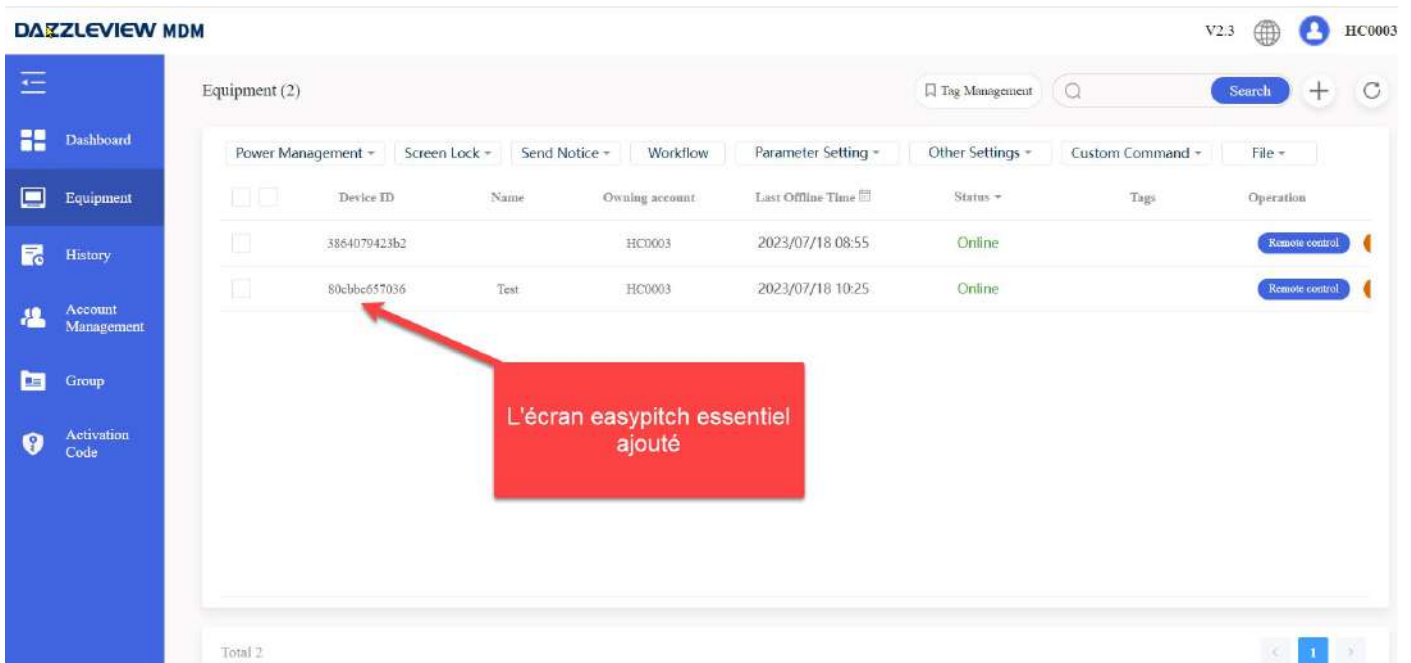 DAZZLEVIEW MDM
V2.3 HC0003
Equipment (2)
Tag Management
Search
Dashboard
Equipment
History
Account
Management
Group
Activation
Code
Power Management Screen Lock Send Notice Workflow Parameter Setting Other Settings Custom Command File
Device ID Name Owning account Last Offline Time Status Tags Operation
3864079423b2 HC0003 2023/07/18 08:55 Online Remote control
80cbbc657036 Test HC0003 2023/07/18 10:25 Online Remote control
L'écran easypitch essentiel
ajouté
Total 2
1